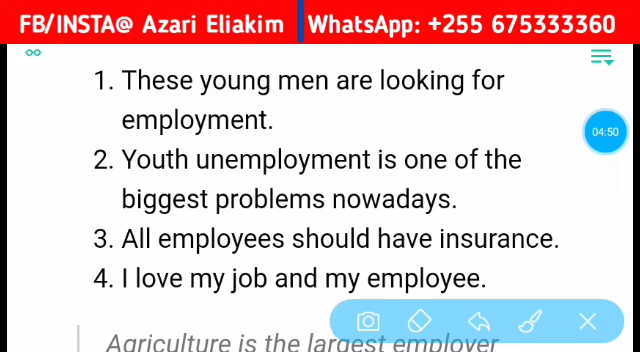 FB/INSTA@ Azari Eliakim WhatsApp: +255 675333360
1. These young men are looking for
employment.
04:50
2. Youth unemployment is one of the
biggest problems nowadays.
3. All employees should have insurance.
4. I love my job and my employee.
Agriculture is the largest employer